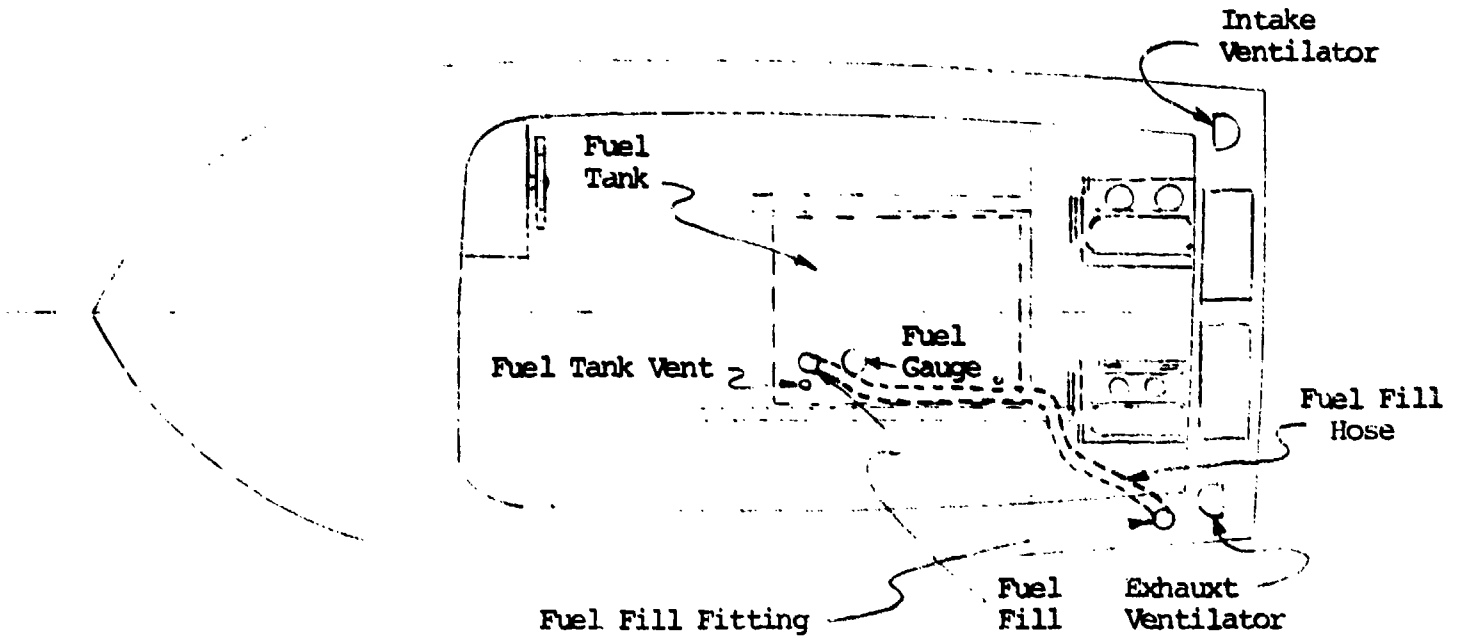 Intake
Ventilator
Fuel
Tank
Fuel
Gauge
Fuel Tank Vent
Fuel Fill
Hose
Fuel
Fill
Exhauxt
Ventilator
Fuel Fill Fitting